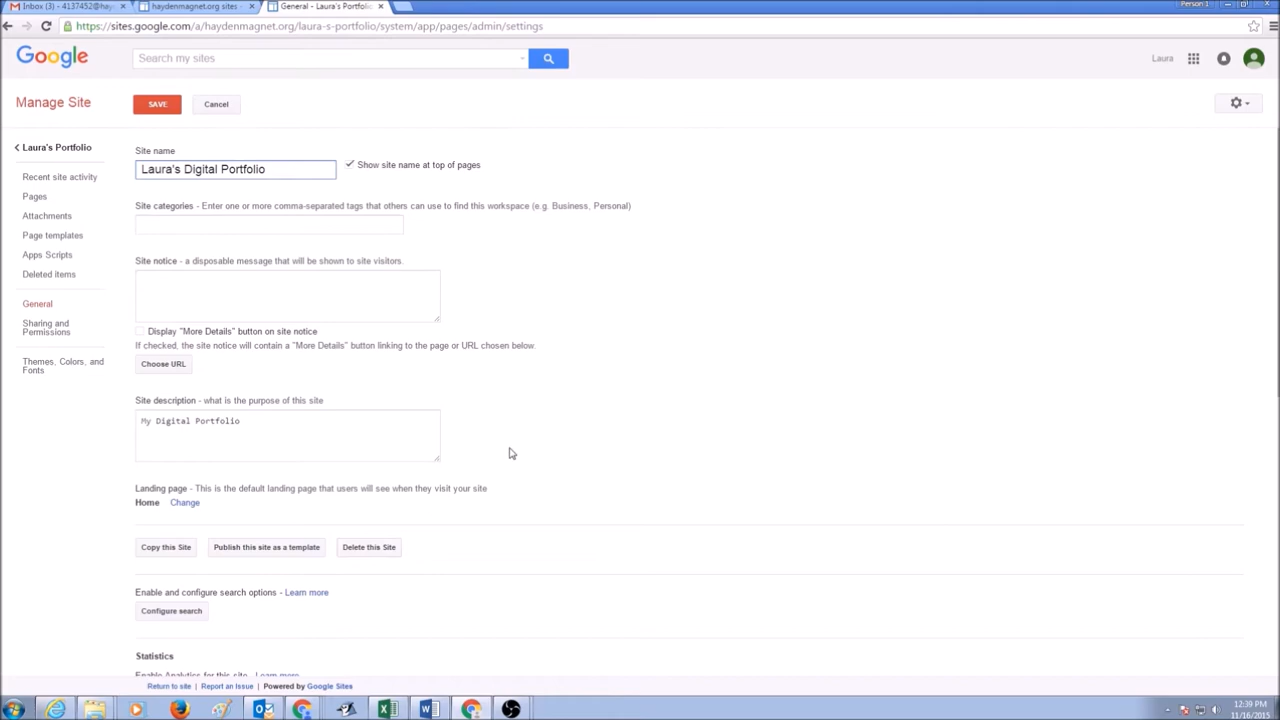 Inbox (3) - 4137452@hay
haydenmagnet.org sites -
General - Laura's Portfolio
Person 1
https://sites.google.com/a/haydenmagnet.org/laura-s-portfolio/system/app/pages/admin/settings
Google
Search my sites
Laura
Manage Site
SAVE
Cancel
Laura's Portfolio
Recent site activity
Pages
Attachments
Page templates
Apps Scripts
Deleted items
General
Sharing and
Permissions
Themes, Colors, and
Fonts
Site name
Laura's Digital Portfolio
Show site name at top of pages
Site categories - Enter one or more comma-separated tags that others can use to find this workspace (e.g. Business, Personal)
Site notice - a disposable message that will be shown to site visitors.
Display "More Details" button on site notice
If checked, the site notice will contain a "More Details" button linking to the page or URL chosen below.
Choose URL
Site description - what is the purpose of this site
My Digital Portfolio
Landing page - This is the default landing page that users will see when they visit your site
Home Change
Copy this Site
Publish this site as a template
Delete this Site
Enable and configure search options - Learn more
Configure search
Statistics
Enable Analytics for this site - Learn more
Return to site | Report an Issue | Powered by Google Sites
12:39 PM
11/16/2015